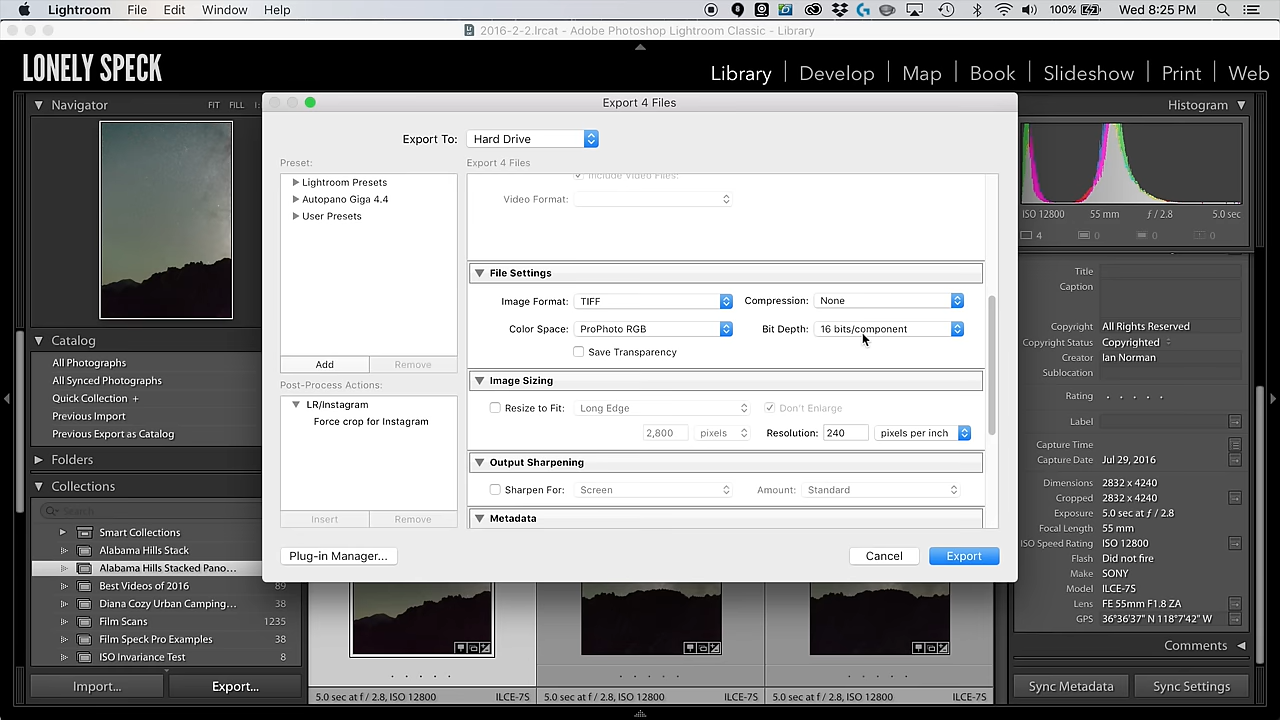 Lightroom File Edit Window Help 100% Wed 8:25 PM
2016-2-2.lrcat - Adobe Photoshop Lightroom Classic - Library
LONELY SPECK
Library Develop Map Book Slideshow Print Web
Navigator FIT FILL
Export 4 Files
Histogram
Export To: Hard Drive
Preset:
Export 4 Files
Lightroom Presets
Autopano Giga 4.4
User Presets
Include Video Files:
Video Format:
ISO 12800 55 mm ƒ / 2.8 5.0 sec
4 0 0 0
File Settings
Image Format: TIFF
Compression: None
Color Space: ProPhoto RGB
Bit Depth: 16 bits/component
Save Transparency
Add Remove
Image Sizing
Resize to Fit: Long Edge
Don't Enlarge
2,800 pixels
Resolution: 240 pixels per inch
Output Sharpening
Sharpen For: Screen
Amount: Standard
Metadata
Post-Process Actions:
LR/Instagram
Force crop for Instagram
Insert Remove
Plug-in Manager...
Cancel Export
Catalog
All Photographs
All Synced Photographs
Quick Collection +
Previous Import
Previous Export as Catalog
Folders
Collections
Search
Smart Collections
Alabama Hills Stack
Alabama Hills Stacked Pano...
Best Videos of 2016 89
Diana Cozy Urban Camping... 38
Film Scans 1235
Film Speck Pro Examples 38
ISO Invariance Test 8
Import... Export...
5.0 sec at f / 2.8, ISO 12800 ILCE-7S
5.0 sec at f / 2.8, ISO 12800 ILCE-7S
5.0 sec at f / 2.8, ISO 12800 ILCE-7S
Title
Caption
Copyright All Rights Reserved
Copyright Status Copyrighted
Creator Ian Norman
Sublocation
Rating
Label
Capture Time
Capture Date Jul 29, 2016
Dimensions 2832 x 4240
Cropped 2832 x 4240
Exposure 5.0 sec at ƒ / 2.8
Focal Length 55 mm
ISO Speed Rating ISO 12800
Flash Did not fire
Make SONY
Model ILCE-7S
Lens FE 55mm F1.8 ZA
GPS 36°36'37" N 118°7'42" W
Comments
Sync Metadata Sync Settings